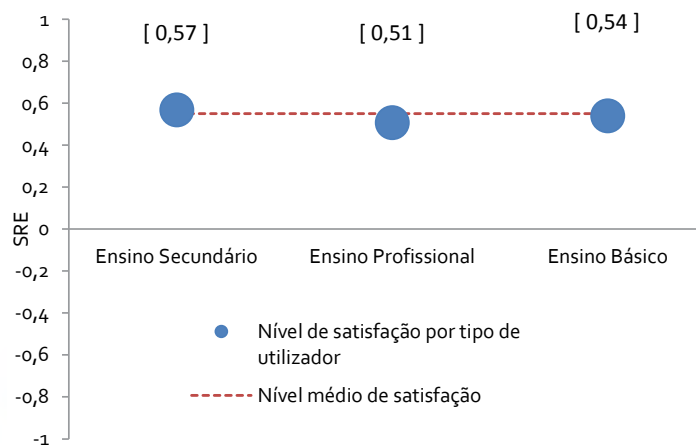 1
[ 0,57 ]
[ 0,51 ]
[ 0,54 ]
0,8
0,6
0,4
0,2
0
SRE
Ensino Secundário
Ensino Profissional
Ensino Básico
-0,2
-0,4
Nível de satisfação por tipo de
utilizador
-0,6
-0,8
Nível médio de satisfação
-1